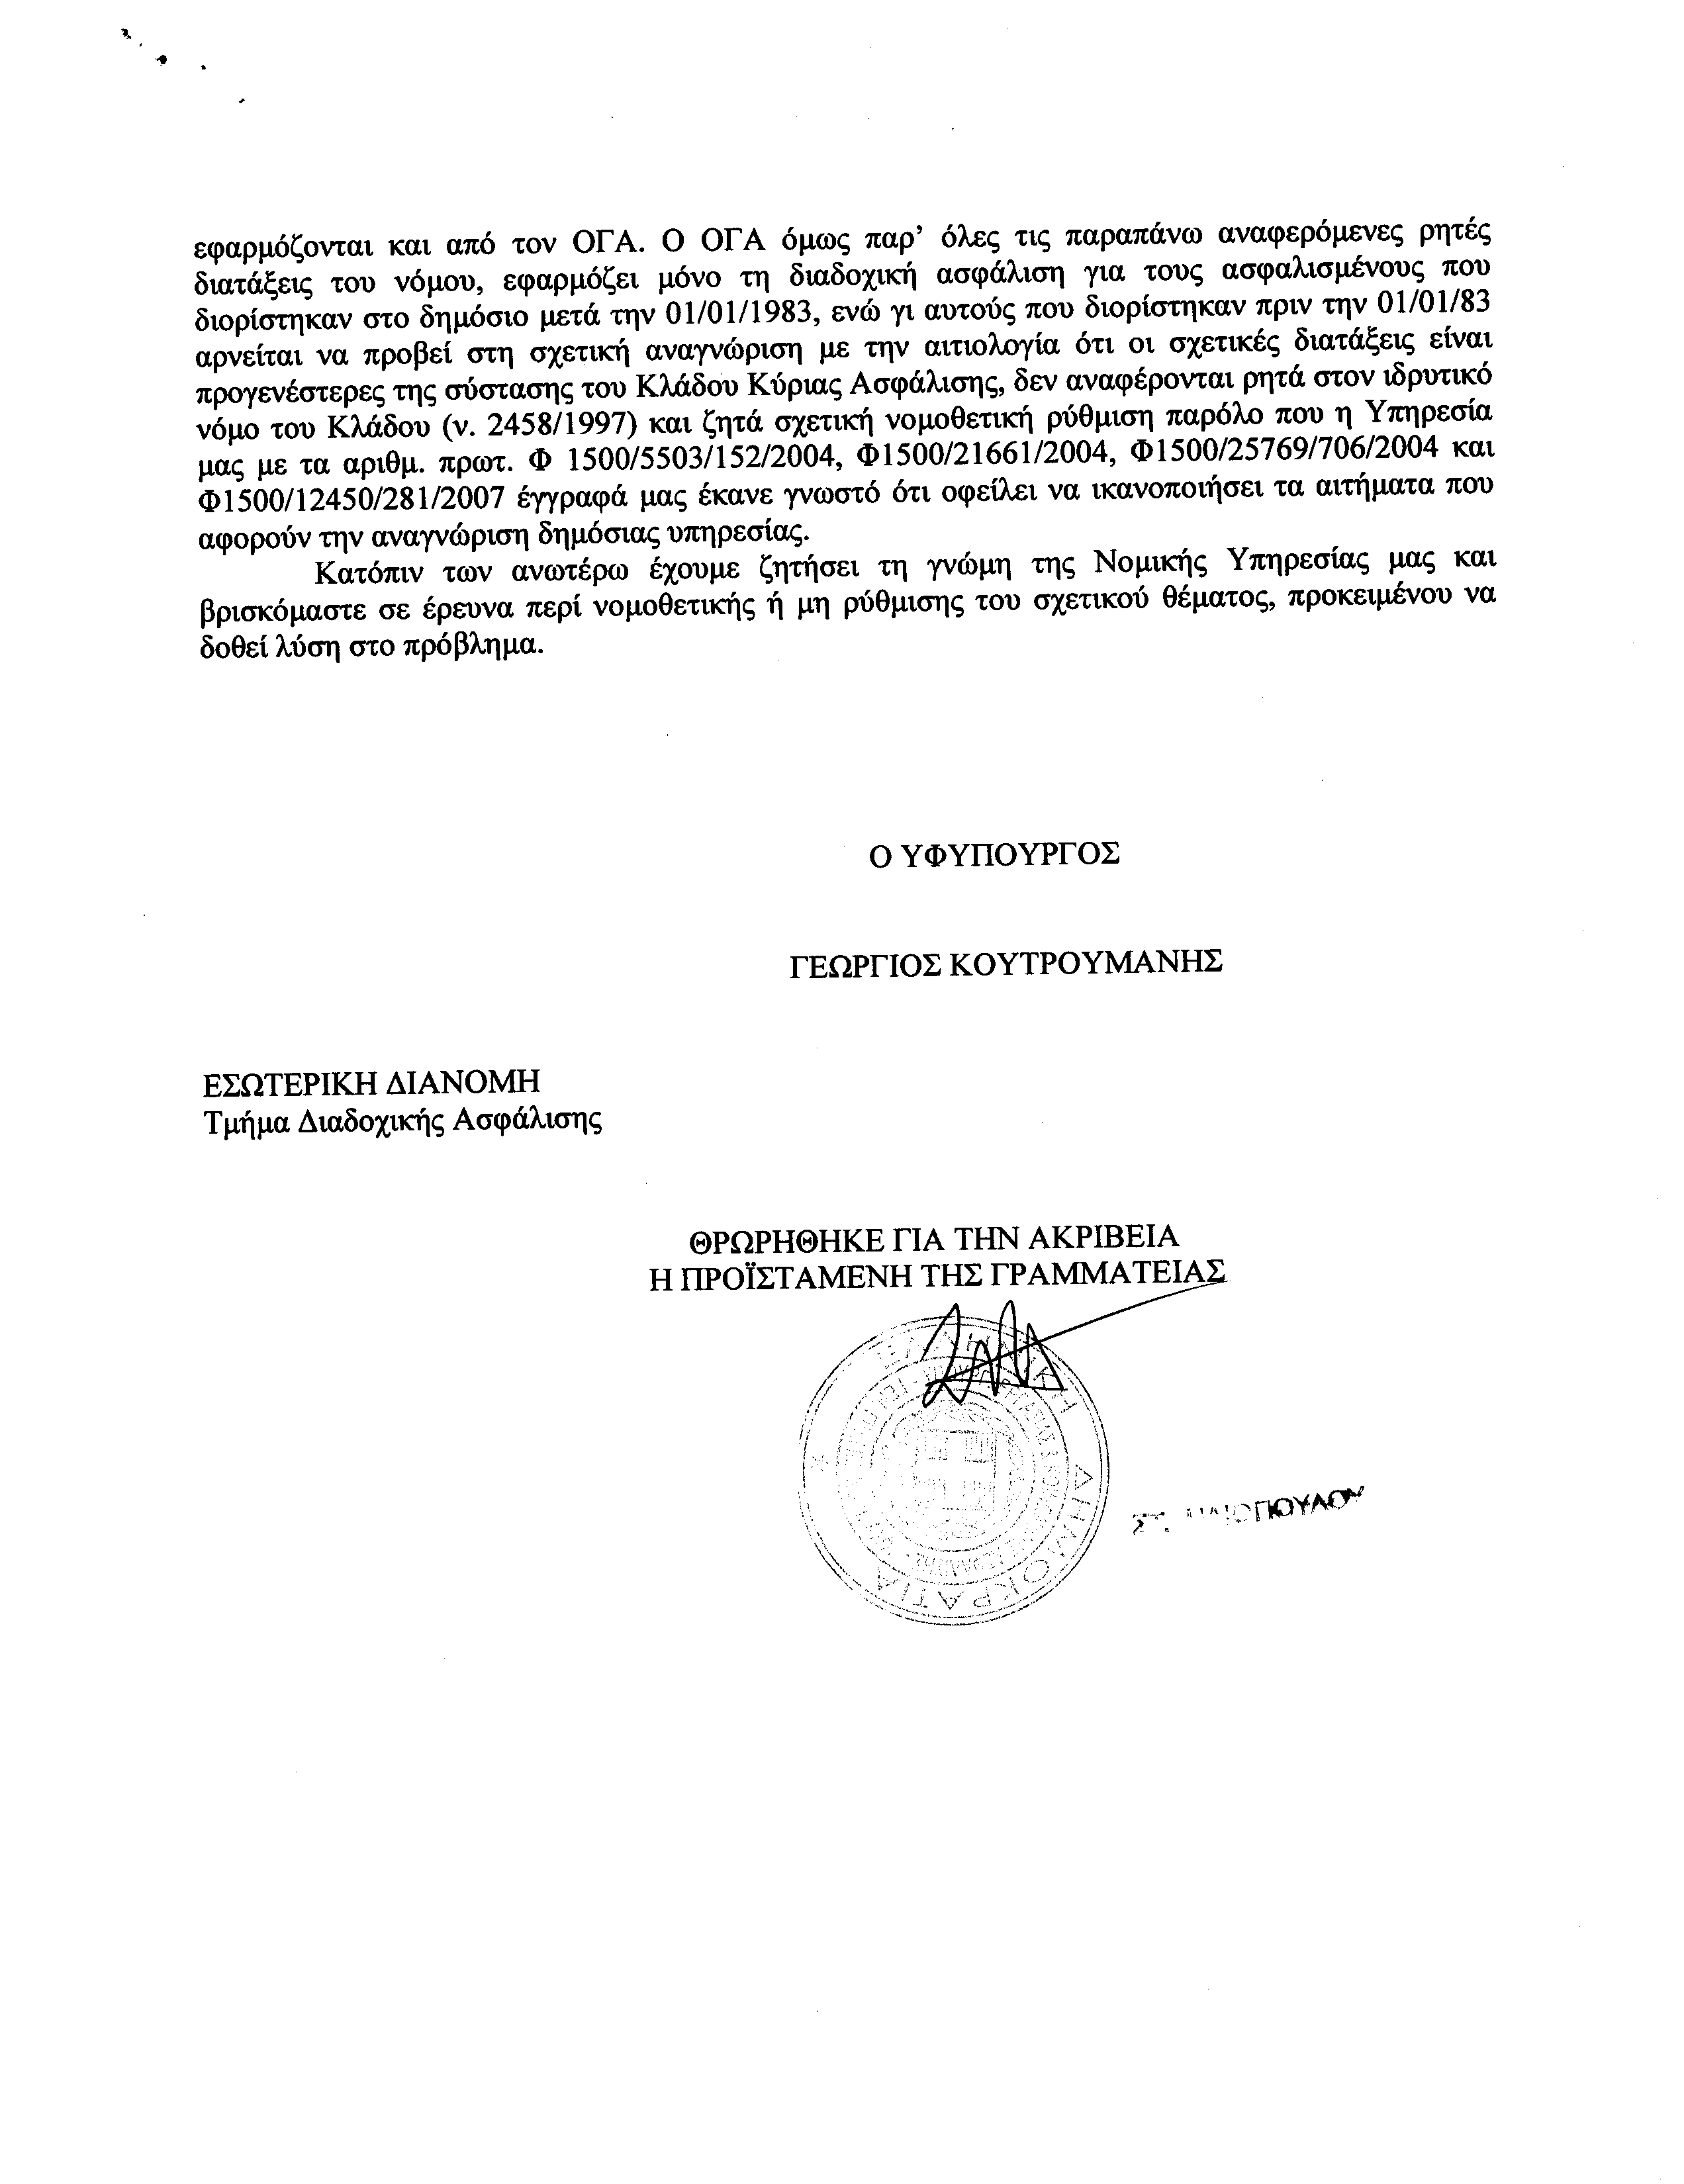 εφαρμόζονται και από τον ΟΓΑ. Ο ΟΓΑ όμως παρ’ όλες τις παραπάνω αναφερόμενες ρητές
διατάξεις του νόμου, εφαρμόζει μόνο τη διαδοχική ασφάλιση για τους ασφαλισμένους που
διορίστηκαν στο δημόσιο μετά την 01/01/1983, ενώ γι αυτούς που διορίστηκαν πριν την 01/01/83
αρνείται να προβεί στη σχετική αναγνώριση με την αιτιολογία ότι οι σχετικές διατάξεις είναι
προγενέστερες της σύστασης του Κλάδου Κύριας Ασφάλισης, δεν αναφέρονται ρητά στον ιδρυτικό
νόμο του Κλάδου (ν. 2458/1997) και ζητά σχετική νομοθετική ρύθμιση παρόλο που η Υπηρεσία
μας με τα αριθμ. πρωτ. Φ 1500/5503/152/2004, Φ1500/21661/2004, Φ1500/25769/706/2004 και
Φ1500/12450/281/2007 έγγραφά μας έκανε γνωστό ότι οφείλει να ικανοποιήσει τα αιτήματα που
αφορούν την αναγνώριση δημόσιας υπηρεσίας.
Κατόπιν των ανωτέρω έχουμε ζητήσει τη γνώμη της Νομικής Υπηρεσίας μας και
βρισκόμαστε σε έρευνα περί νομοθετικής ή μη ρύθμισης του σχετικού θέματος, προκειμένου να
δοθεί λύση στο πρόβλημα.
Ο ΥΦΥΠΟΥΡΓΟΣ
ΓΕΩΡΓΙΟΣ ΚΟΥΤΡΟΥΜΑΝΗΣ
ΕΣΩΤΕΡΙΚΗ ΔΙΑΝΟΜΗ
Τμήμα Διαδοχικής Ασφάλισης
ΘΡΩΡΗΘΗΚΕ ΓΙΑ ΤΗΝ ΑΚΡΙΒΕΙΑ
Η ΠΡΟΪΣΤΑΜΕΝΗ ΤΗΣ ΓΡΑΜΜΑΤΕΙΑΣ
ΕΛΛΗΝΙΚΗ ΔΗΜΟΚΡΑΤΙΑ